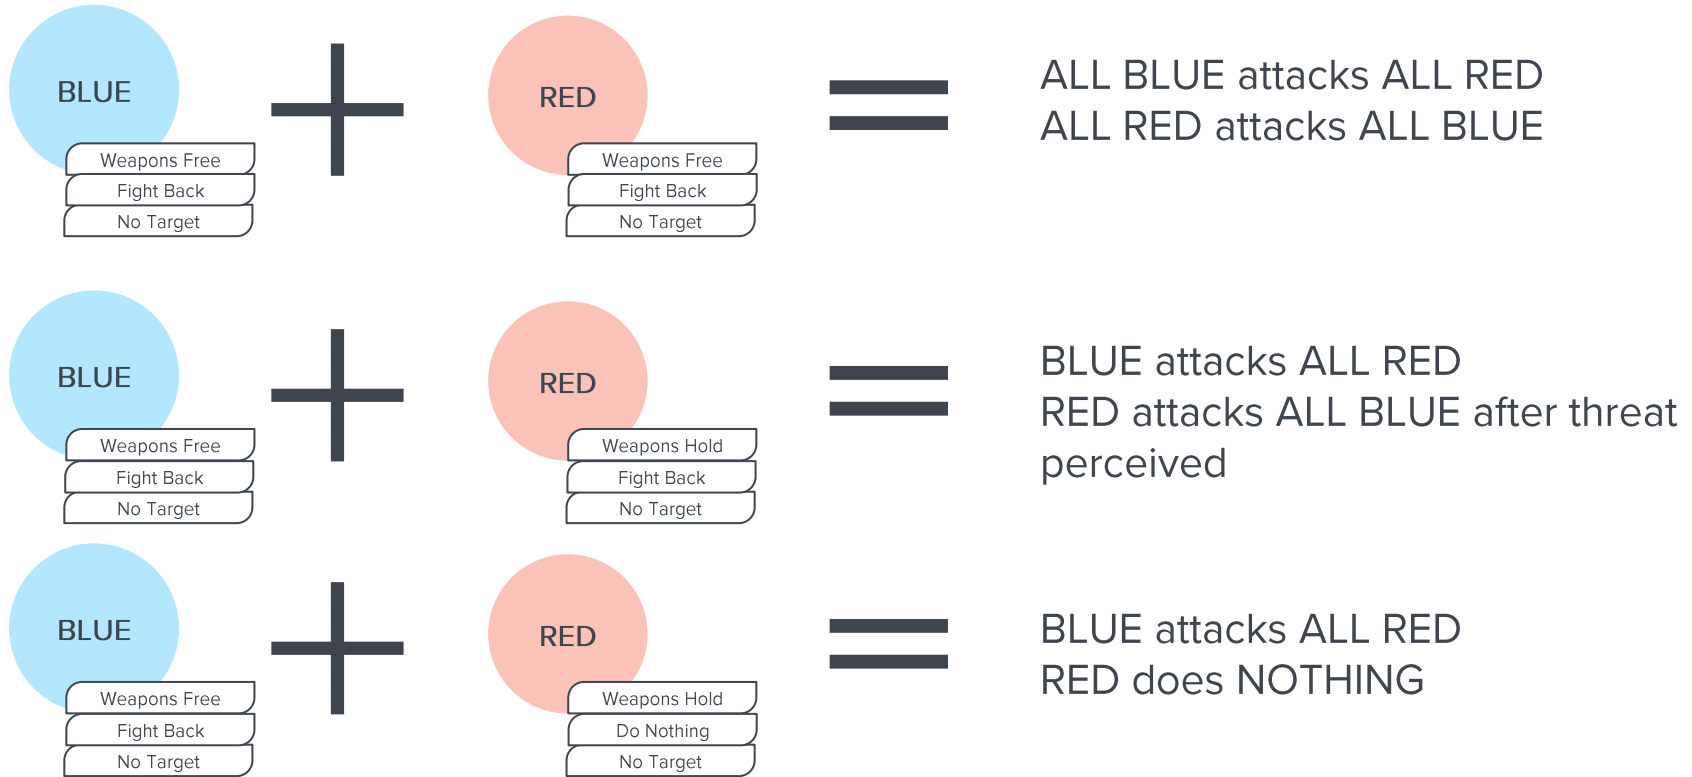 BLUE
Weapons Free
Fight Back
No Target
RED
Weapons Free
Fight Back
No Target
ALL BLUE attacks ALL RED
ALL RED attacks ALL BLUE
BLUE
Weapons Free
Fight Back
No Target
RED
Weapons Hold
Fight Back
No Target
BLUE attacks ALL RED
RED attacks ALL BLUE after threat
perceived
BLUE
Weapons Free
Fight Back
No Target
RED
Weapons Hold
Do Nothing
No Target
BLUE attacks ALL RED
RED does NOTHING